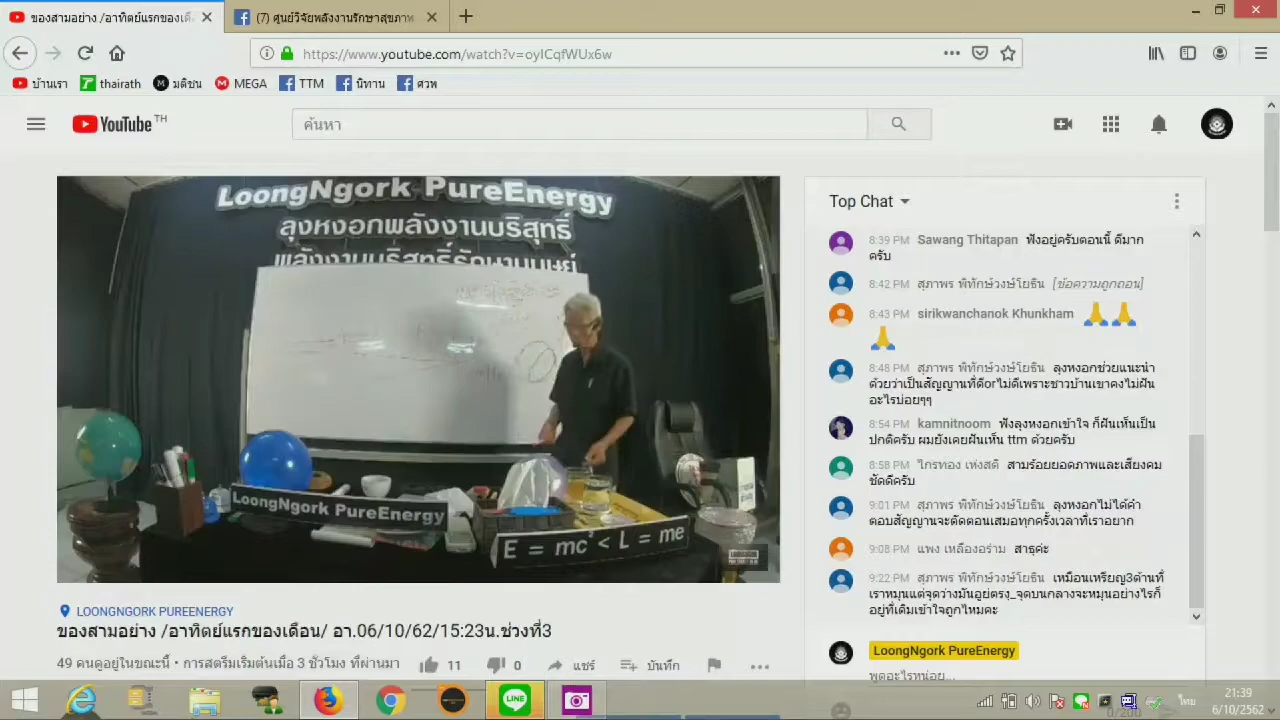 ของสามอย่าง /อาทิตย์แรกของเดือ
(7) ศูนย์วิจัยพลังงานรักษาสุขภาพ
https://www.youtube.com/watch?v=oyICqfWUx6w
บ้านเรา
thairath
มติชน
MEGA
TTM
นิทาน
ศวพ
YouTube TH
ค้นหา
LoongNgork PureEnergy
ลุงหงอกพลังงานบริสุทธิ์
พลังงานบริสุทธิ์รักษามนุษย์
LoongNgork PureEnergy
E = mc² < L = me
Top Chat
8:39 PM Sawang Thitapan ฟังอยู่ครับตอนนี้ ดีมาก
ครับ
8:42 PM สุภาพร พิทักษ์วงษ์โยธิน [ข้อความถูกถอน]
8:43 PM sirikwanchanok Khunkham 🙏🙏
🙏
8:48 PM สุภาพร พิทักษ์วงษ์โยธิน ลุงหงอกช่วยแนะนำ
ด้วยว่าเป็นสัญญานที่ดีorไม่ดีเพราะชาวบ้านเขาคงไม่ฝัน
อะไรบ่อยๆๆ
8:54 PM kamnitnoom ฟังลุงหงอกเข้าใจ ก็ฝันเห็นเป็น
ปกติครับ ผมยังเคยฝันเห็น ttm ด้วยครับ
8:58 PM ไกรทอง เพ่งสดิ สามร้อยยอดภาพและเสียงคม
ชัดดีครับ
9:01 PM สุภาพร พิทักษ์วงษ์โยธิน ลุงหงอกไม่ได้คำ
ตอบสัญญานจะตัดตอนเสมอทุกครั้งเวลาที่เราอยาก
9:08 PM แพง เหลืองอร่าม สาธุค่ะ
9:22 PM สุภาพร พิทักษ์วงษ์โยธิน เหมือนเหรียญ3ด้านที่
เราหมุนแต่จุดว่างมันอยู่ตรง_จุดบนกลางจะหมุนอย่างไรก็
อยู่ที่เดิมเข้าใจถูกไหมคะ
LoongNgork PureEnergy
พูดอะไรหน่อย...
0/200
LOONGNGORK PUREENERGY
ของสามอย่าง /อาทิตย์แรกของเดือน/ อา.06/10/62/15:23น.ช่วงที่3
49 คนดูอยู่ในขณะนี้ • การสตรีมเริ่มต้นเมื่อ 3 ชั่วโมง ที่ผ่านมา
11
0
แชร์
บันทึก
LINE
ไทย
21:39
6/10/2562